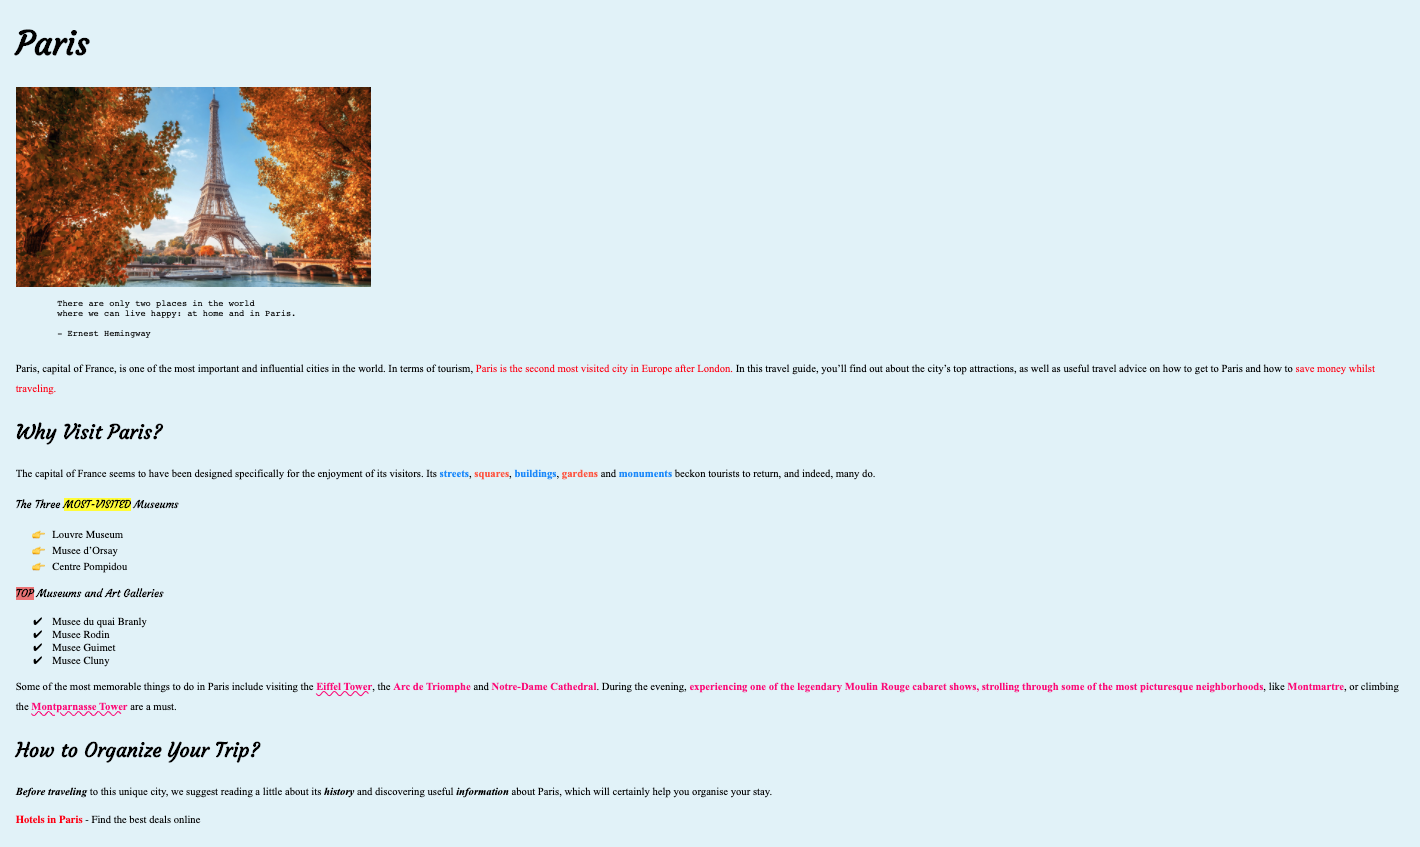 Paris
There are only two places in the world
where we can live happy: at home and in Paris.
- Ernest Hemingway
Paris, capital of France, is one of the most important and influential cities in the world. In terms of tourism, Paris is the second most visited city in Europe after London. In this travel guide, you’ll find out about the city’s top attractions, as well as useful travel advice on how to get to Paris and how to save money whilst
traveling.
Why Visit Paris?
The capital of France seems to have been designed specifically for the enjoyment of its visitors. Its streets, squares, buildings, gardens and monuments beckon tourists to return, and indeed, many do.
The Three MOST-VISITED Museums
👉 Louvre Museum
👉 Musee d’Orsay
👉 Centre Pompidou
TOP Museums and Art Galleries
✔ Musee du quai Branly
✔ Musee Rodin
✔ Musee Guimet
✔ Musee Cluny
Some of the most memorable things to do in Paris include visiting the Eiffel Tower, the Arc de Triomphe and Notre-Dame Cathedral. During the evening, experiencing one of the legendary Moulin Rouge cabaret shows, strolling through some of the most picturesque neighborhoods, like Montmartre, or climbing
the Montparnasse Tower are a must.
How to Organize Your Trip?
Before traveling to this unique city, we suggest reading a little about its history and discovering useful information about Paris, which will certainly help you organise your stay.
Hotels in Paris - Find the best deals online